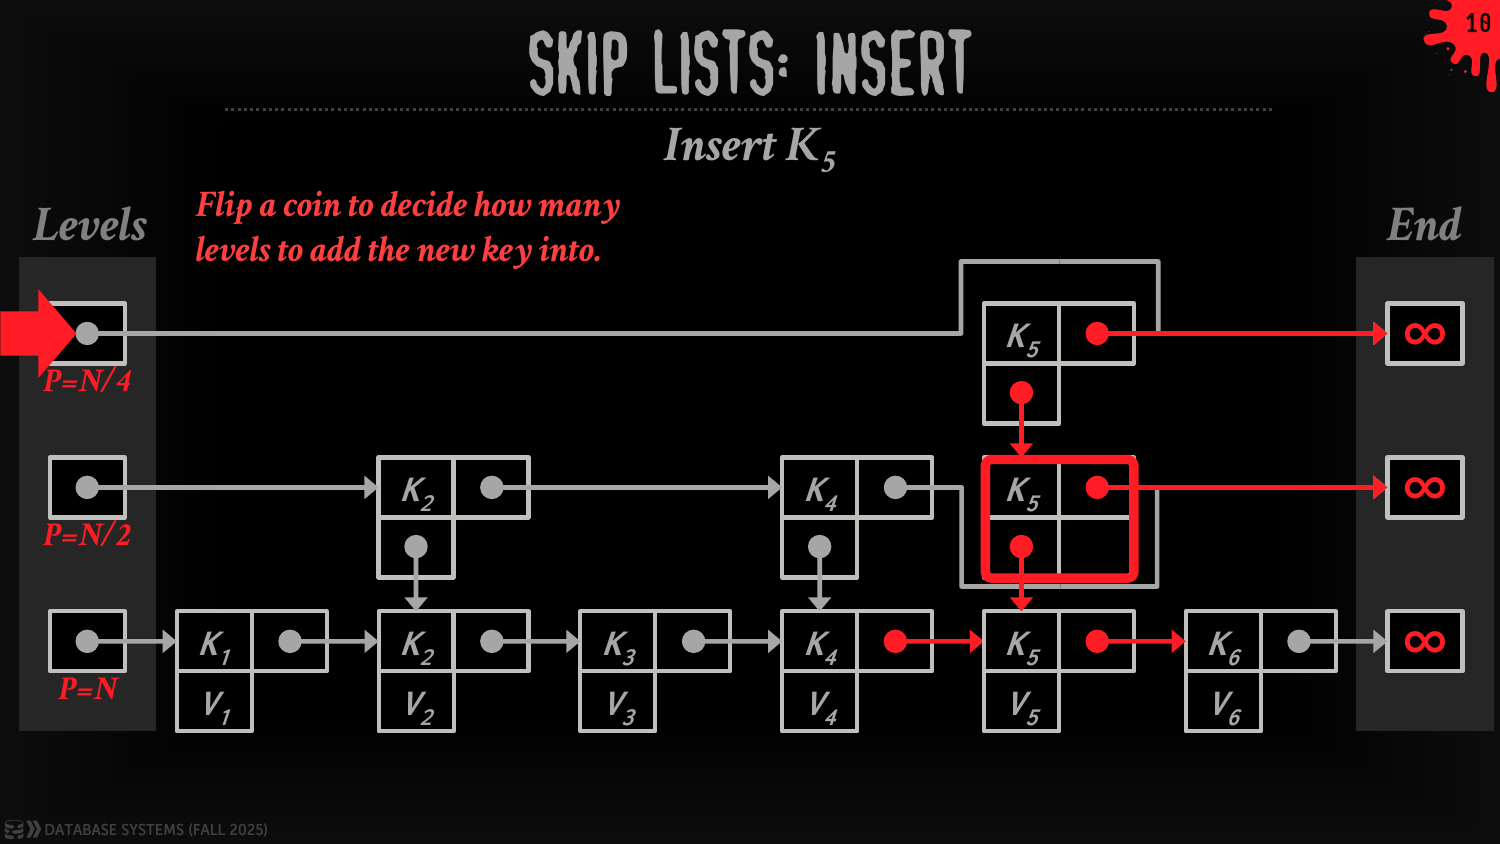 10
SKIP LISTS: INSERT
Insert K5
Flip a coin to decide how many
levels to add the new key into.
Levels
End
K5
∞
P=N/4
K2
K4
K5
∞
P=N/2
K1
K2
K3
K4
K5
K6
∞
P=N
V1
V2
V3
V4
V5
V6
DATABASE SYSTEMS (FALL 2025)